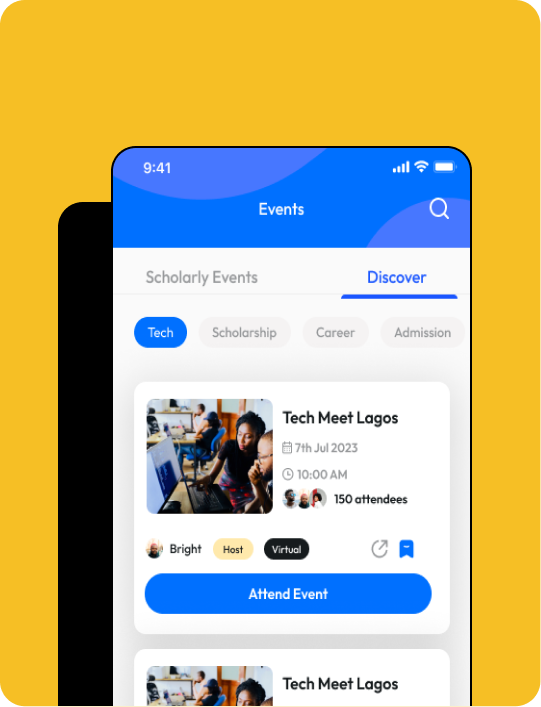 9:41
Events
Scholarly Events Discover
Tech Scholarship Career Admission
Tech Meet Lagos
7th Jul 2023
10:00 AM
150 attendees
Bright Host Virtual
Attend Event
Tech Meet Lagos